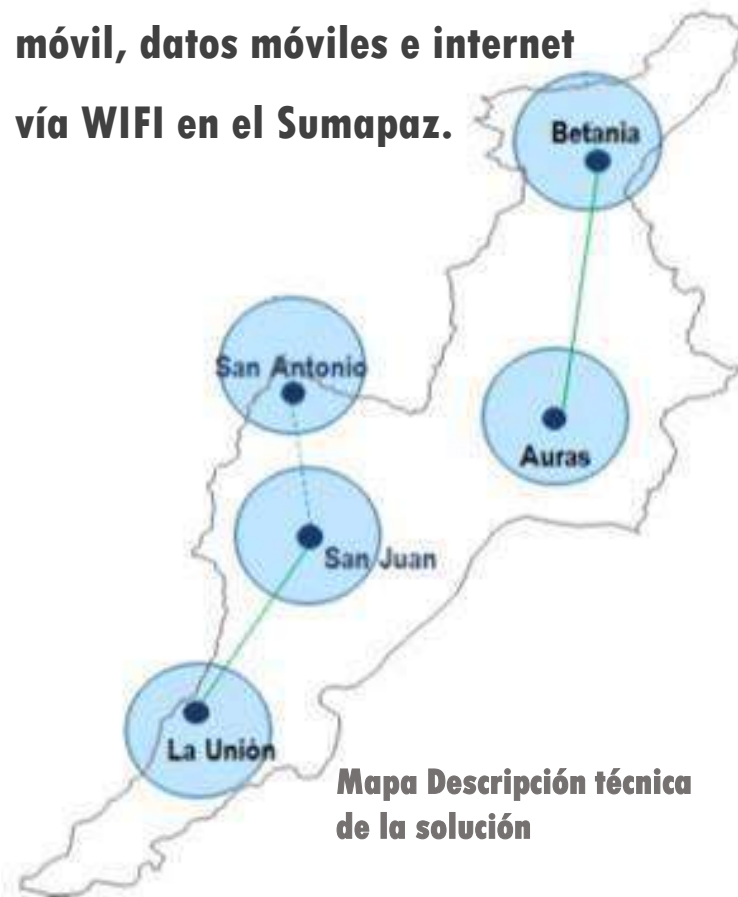 móvil, datos móviles e internet
vía WIFI en el Sumapaz.
Betania
San Antonio
Auras
San Juan
La Unión
Mapa Descripción técnica
de la solución